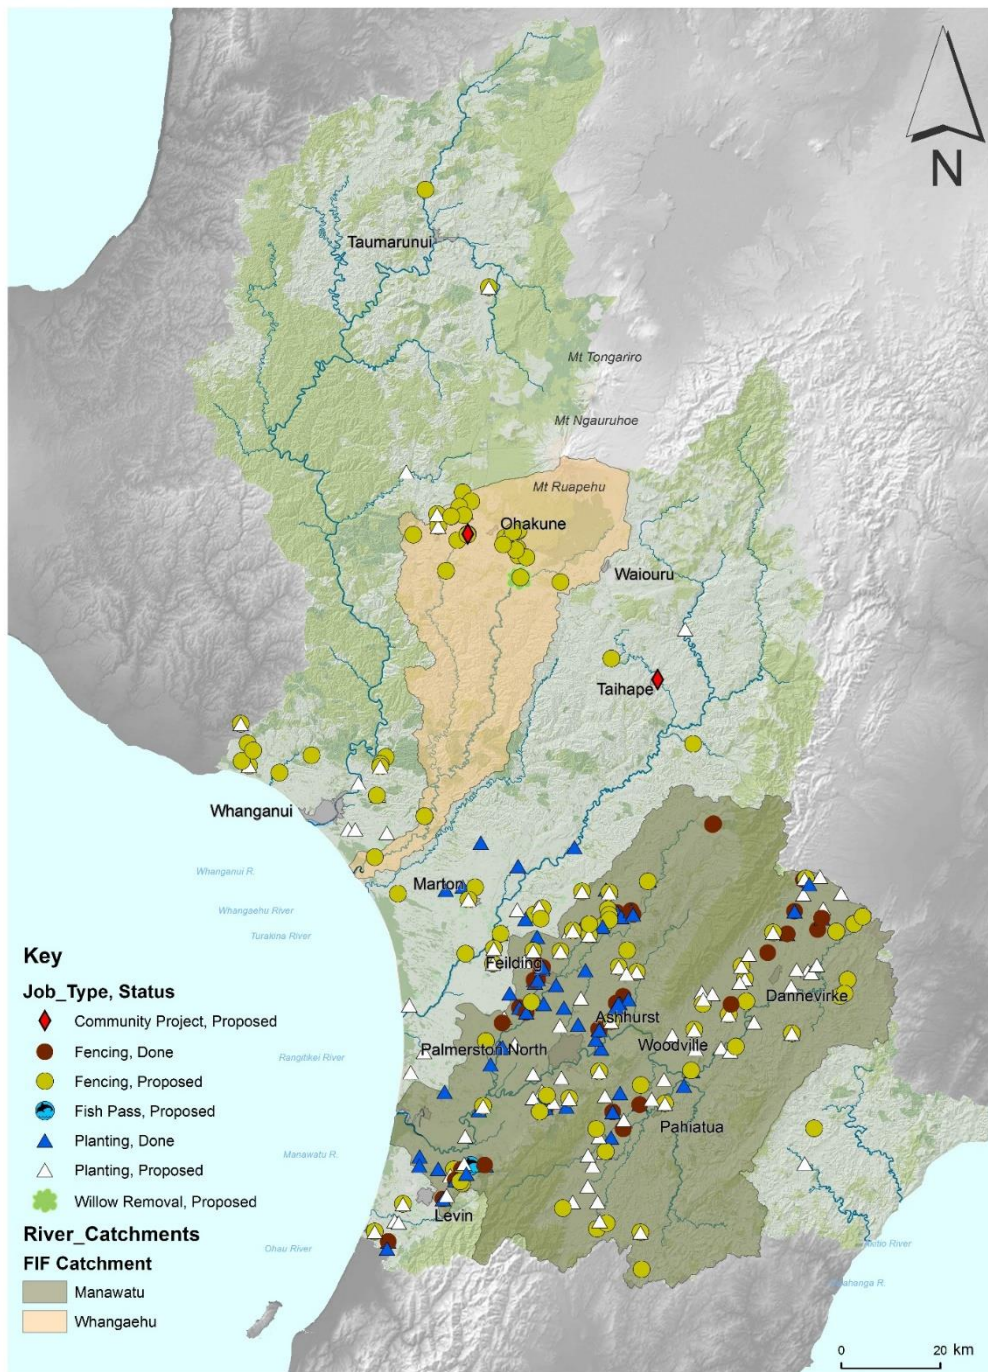 N
Taumarunui
Mt Tongariro
Mt Ngauruhoe
Mt Ruapehu
Ohakune
Waiouru
Taihape
Whanganui
Whanganui R.
Marton
Whangaehu River
Turakina River
Feilding
Dannevirke
Ashhurst
Woodville
Palmerston North
Rangitikei River
Pahiatua
Manawatu R.
Levin
Ohau River
River
R.
Key
Job_Type, Status
Community Project, Proposed
Fencing, Done
Fencing, Proposed
Fish Pass, Proposed
Planting, Done
Planting, Proposed
Willow Removal, Proposed
River_Catchments
FIF Catchment
Manawatu
Whangaehu
0 20 km